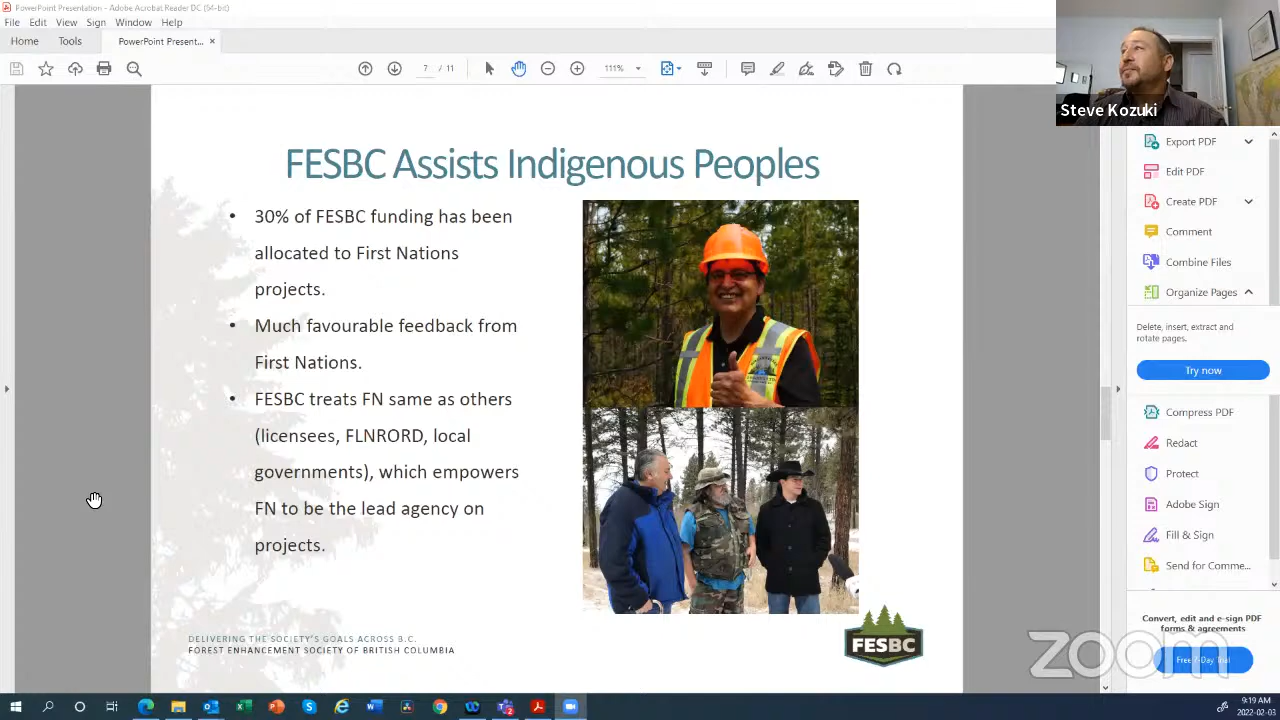 PowerPoint Presentation - Adobe Acrobat Reader DC (64-bit)
File Edit View Sign Window Help
Home Tools PowerPoint Present... ×
7 / 11 111%
Steve Kozuki
FESBC Assists Indigenous Peoples
• 30% of FESBC funding has been
allocated to First Nations
projects.
• Much favourable feedback from
First Nations.
• FESBC treats FN same as others
(licensees, FLNRORD, local
governments), which empowers
FN to be the lead agency on
projects.
DELIVERING THE SOCIETY'S GOALS ACROSS B.C.
FOREST ENHANCEMENT SOCIETY OF BRITISH COLUMBIA
FESBC
Export PDF
Edit PDF
Create PDF
Comment
Combine Files
Organize Pages
Delete, insert, extract and
rotate pages.
Try now
Compress PDF
Redact
Protect
Adobe Sign
Fill & Sign
Send for Comme...
Convert, edit and e-sign PDF
forms & agreements
Free 7-Day Trial
zoom
9:19 AM
2022-02-03